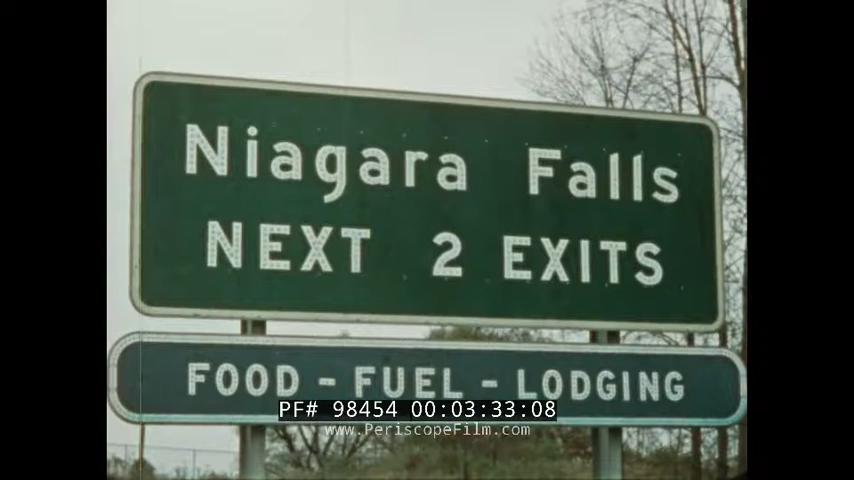 Niagara Falls
NEXT 2 EXITS
FOOD - FUEL - LODGING
PF# 98454 00:03:33:08
www.PeriscopeFilm.com